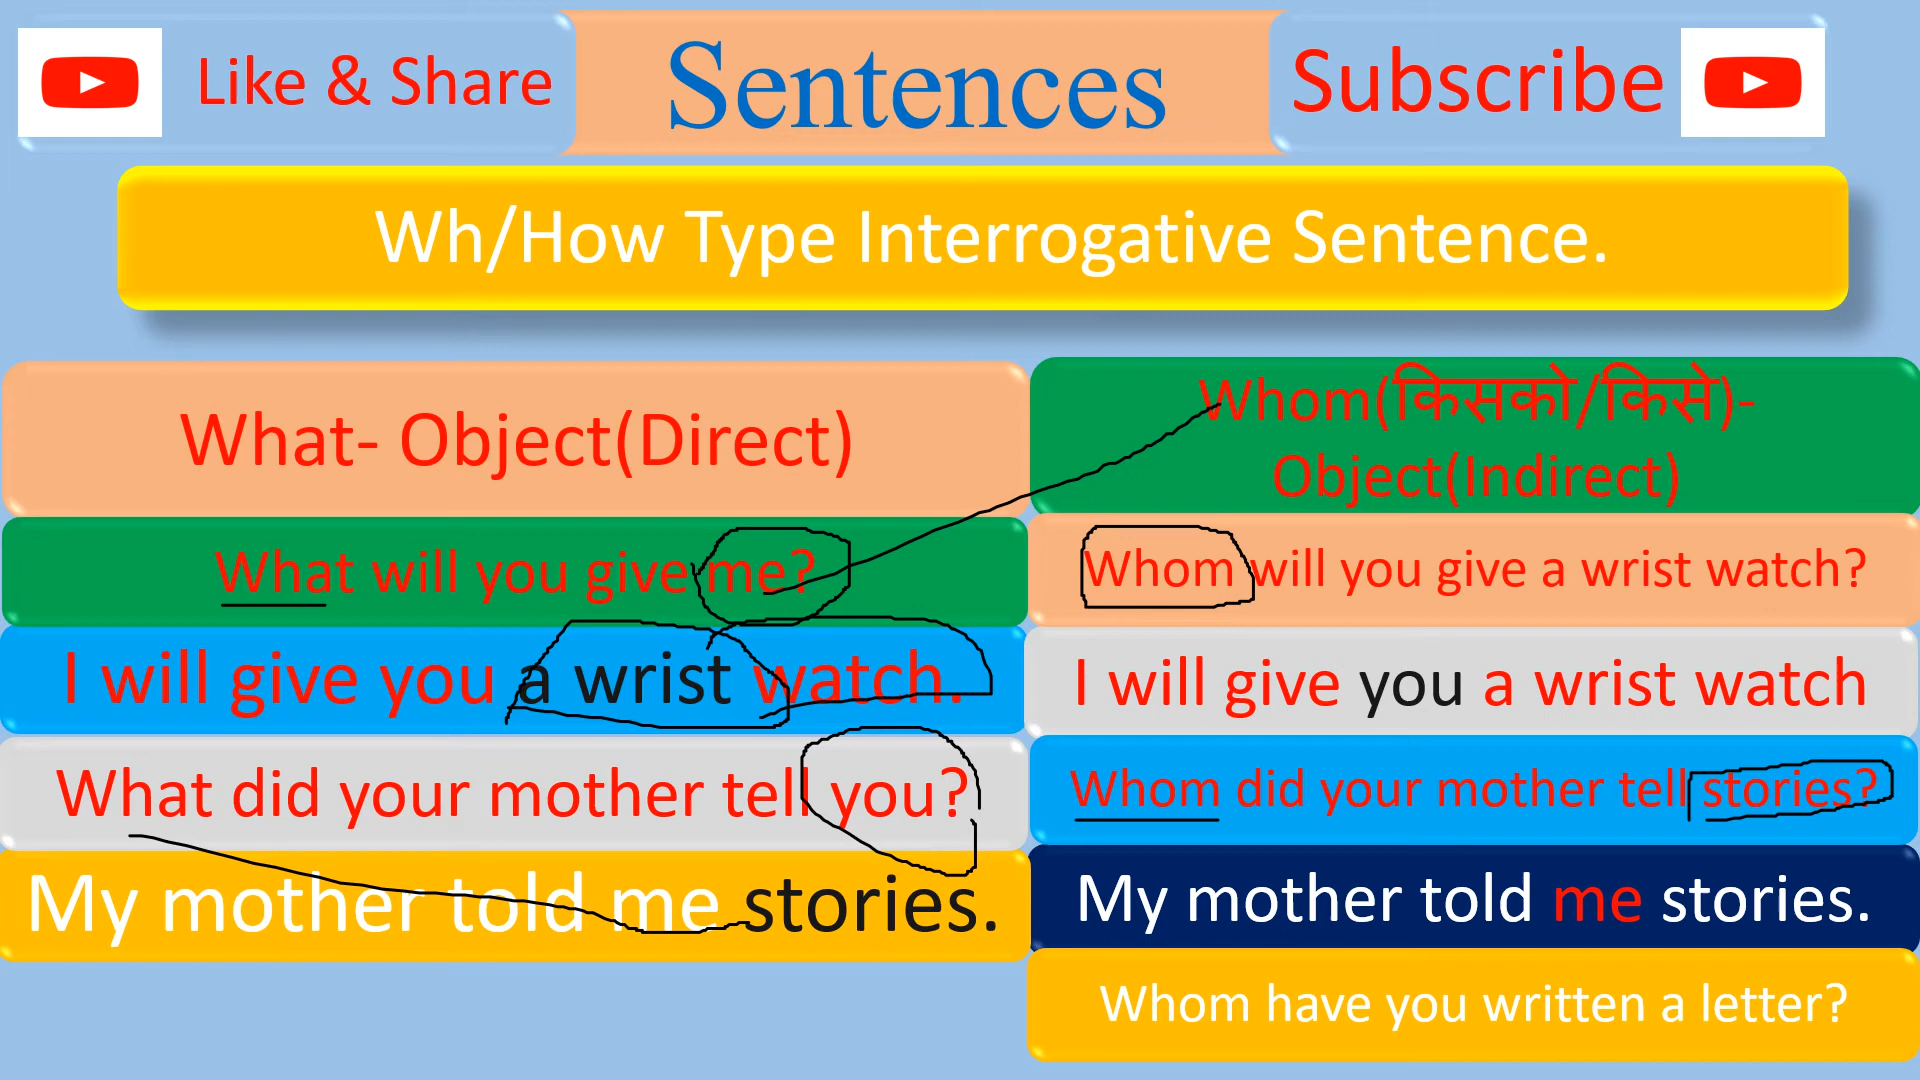 Like & Share
Sentences
Subscribe
Wh/How Type Interrogative Sentence.
What- Object(Direct)
What will you give me?
I will give you a wrist watch.
What did your mother tell you?
My mother told me stories.
Whom(किसको/किसे)-
Object(Indirect)
Whom will you give a wrist watch?
I will give you a wrist watch
Whom did your mother tell stories?
My mother told me stories.
Whom have you written a letter?